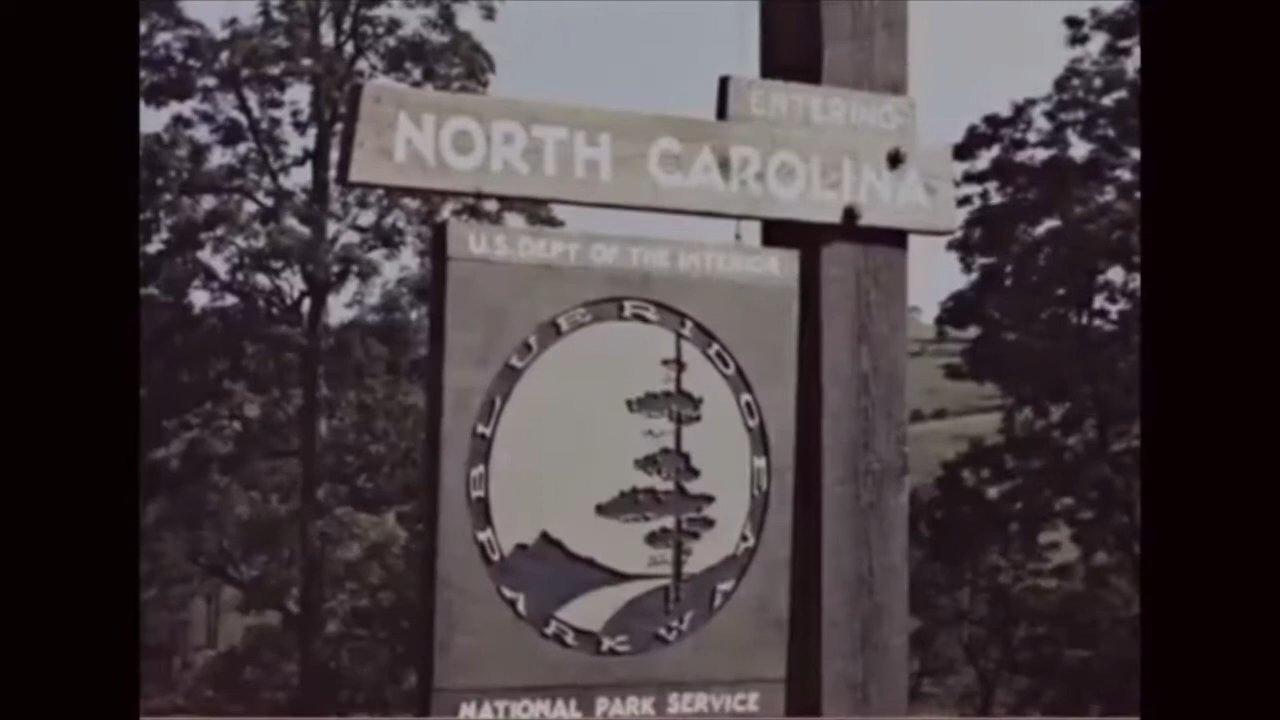 ENTERING
NORTH CAROLINA
U.S. DEPT OF THE INTERIOR
BLUE RIDGE
PARKWAY
NATIONAL PARK SERVICE